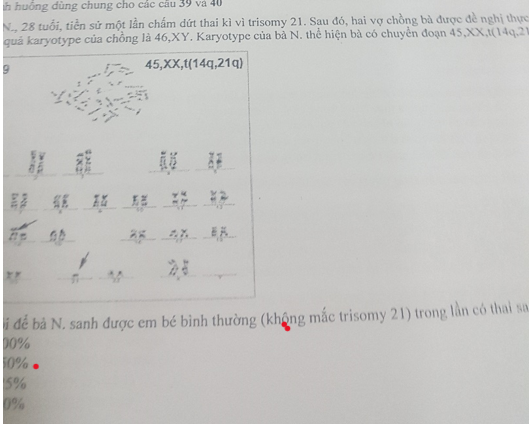 huống dùng chung cho các câu 39 và 40
N., 28 tuổi, tiền sử một lần chấm dứt thai kì vì trisomy 21. Sau đó, hai vợ chồng bà được đề nghị thực
quả karyotype của chồng là 46,XY. Karyotype của bà N. thể hiện bà có chuyển đoạn 45,XX,t(14q,21
9
45,XX,t(14q,21q)
để bà N. sanh được em bé bình thường (không mắc trisomy 21) trong lần có thai sa
00%
50%
5%
0%